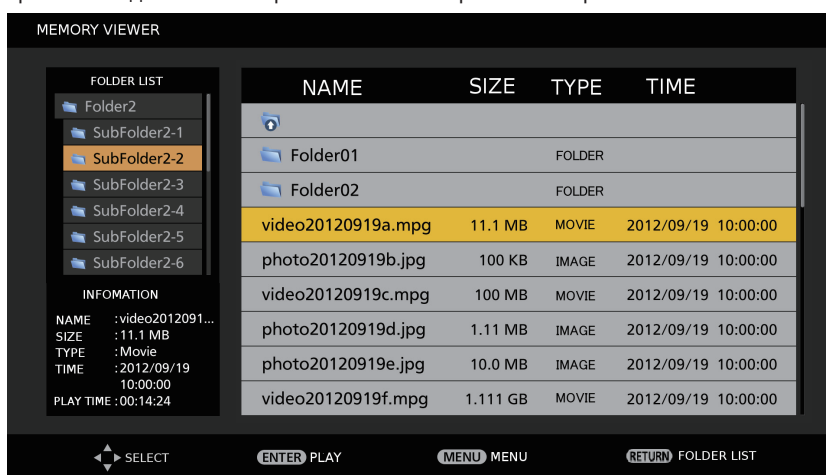 MEMORY VIEWER
FOLDER LIST
Folder2
SubFolder2-1
SubFolder2-2
SubFolder2-3
SubFolder2-4
SubFolder2-5
SubFolder2-6
INFOMATION
NAME :video2012091...
SIZE :11.1 MB
TYPE :Movie
TIME :2012/09/19
10:00:00
PLAY TIME :00:14:24
NAME SIZE TYPE TIME
Folder01 FOLDER
Folder02 FOLDER
video20120919a.mpg 11.1 MB MOVIE 2012/09/19 10:00:00
photo20120919b.jpg 100 KB IMAGE 2012/09/19 10:00:00
video20120919c.mpg 100 MB MOVIE 2012/09/19 10:00:00
photo20120919d.jpg 1.11 MB IMAGE 2012/09/19 10:00:00
photo20120919e.jpg 10.0 MB IMAGE 2012/09/19 10:00:00
video20120919f.mpg 1.111 GB MOVIE 2012/09/19 10:00:00
SELECT ENTER PLAY MENU MENU RETURN FOLDER LIST